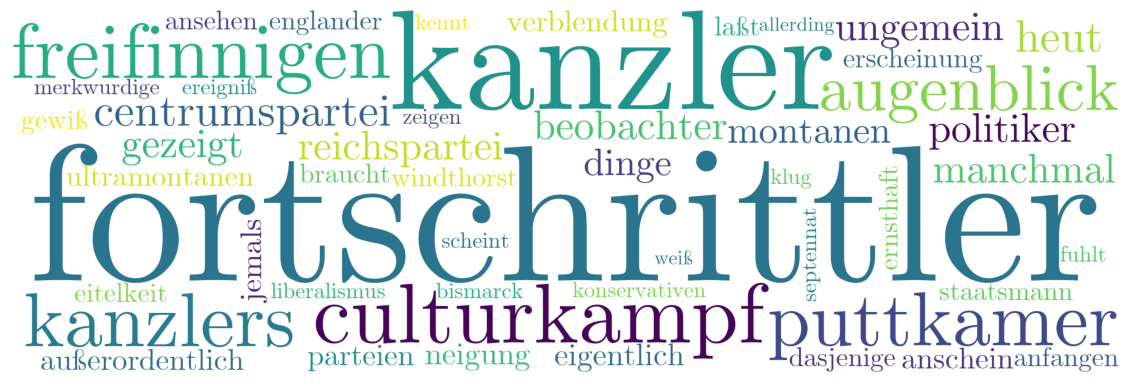 ansehen englander kennt verblendung laßt allerding ungemein heut
freifinnigen kanzler erscheinung
merkwurdige ereigniß augenblick
gewiß centrumspartei zeigen beobachter montanen politiker
gezeigt reichspartei dinge manchmal
ultramontanen braucht windthorst klug ernsthaft
fortschrittler
jemals scheint weiß septennat fuhlt
eitelkeit liberalismus bismarck konservativen staatsmann
kanzlers culturkampf puttkamer
außerordentlich parteien neigung eigentlich dasjenige anschein anfangen